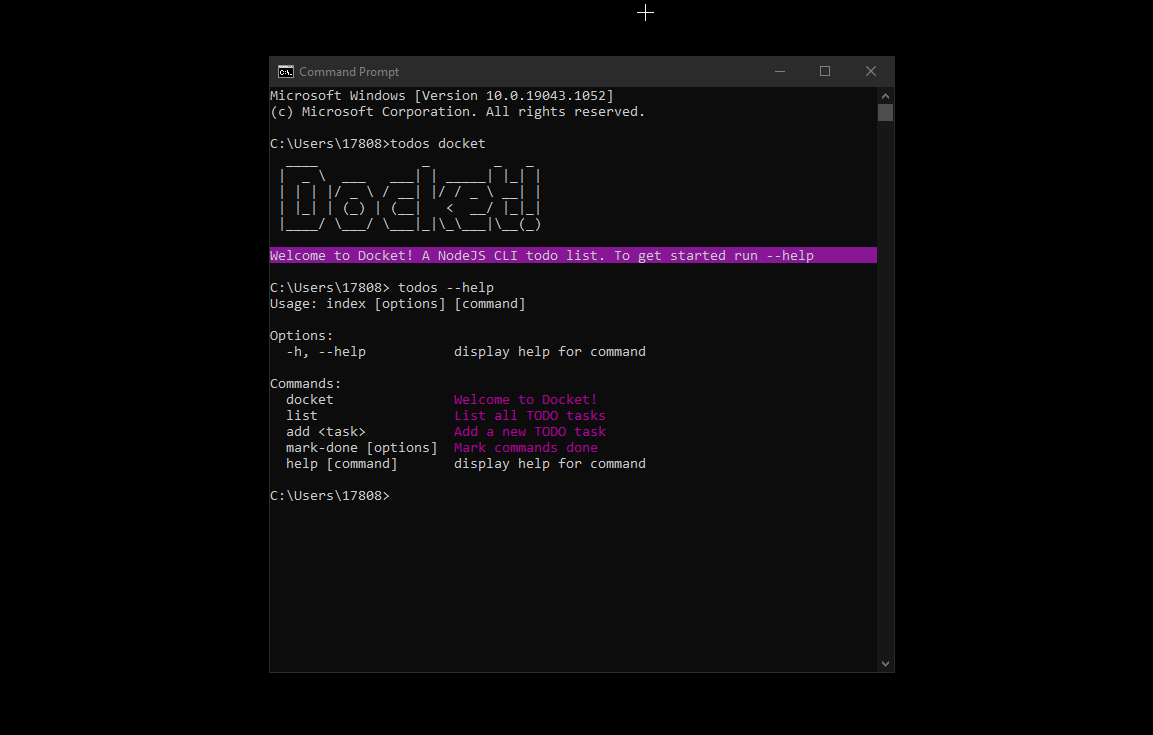 Command Prompt
Microsoft Windows [Version 10.0.19043.1052]
(c) Microsoft Corporation. All rights reserved.
C:\Users\17808>todos docket
Docket!
Welcome to Docket! A NodeJS CLI todo list. To get started run --help
C:\Users\17808> todos --help
Usage: index [options] [command]
Options:
-h, --help display help for command
Commands:
docket Welcome to Docket!
list List all TODO tasks
add <task> Add a new TODO task
mark-done [options] Mark commands done
help [command] display help for command
C:\Users\17808>